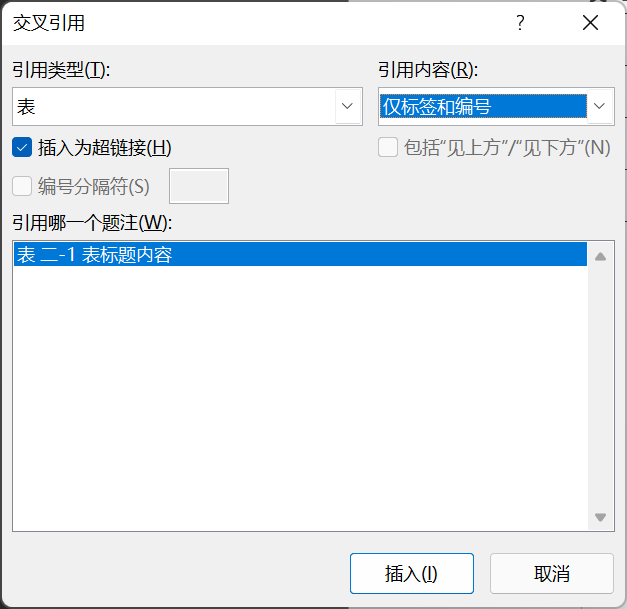 交叉引用
?
引用类型(T):
引用内容(R):
表
仅标签和编号
插入为超链接(H)
包括“见上方”/“见下方”(N)
编号分隔符(S)
引用哪一个题注(W):
表 二-1 表标题内容
插入(I)
取消